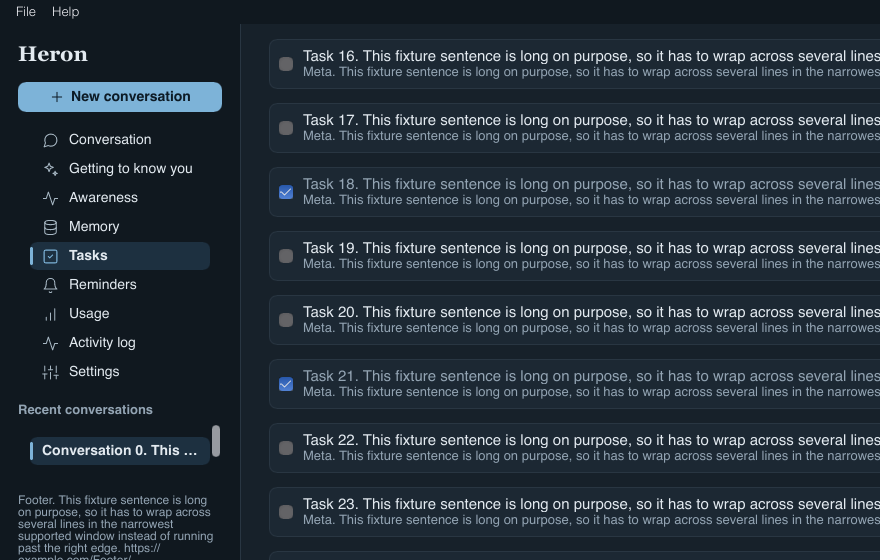 File Help
Heron
New conversation
Conversation
Getting to know you
Awareness
Memory
Tasks
Reminders
Usage
Activity log
Settings
Recent conversations
Conversation 0. This …
Footer. This fixture sentence is long
on purpose, so it has to wrap across
several lines in the narrowest
supported window instead of running
past the right edge. https://
example.com/Footer/
Task 16. This fixture sentence is long on purpose, so it has to wrap across several lines
Meta. This fixture sentence is long on purpose, so it has to wrap across several lines in the narrowes
Task 17. This fixture sentence is long on purpose, so it has to wrap across several lines
Meta. This fixture sentence is long on purpose, so it has to wrap across several lines in the narrowes
Task 18. This fixture sentence is long on purpose, so it has to wrap across several lines
Meta. This fixture sentence is long on purpose, so it has to wrap across several lines in the narrowes
Task 19. This fixture sentence is long on purpose, so it has to wrap across several lines
Meta. This fixture sentence is long on purpose, so it has to wrap across several lines in the narrowes
Task 20. This fixture sentence is long on purpose, so it has to wrap across several lines
Meta. This fixture sentence is long on purpose, so it has to wrap across several lines in the narrowes
Task 21. This fixture sentence is long on purpose, so it has to wrap across several lines
Meta. This fixture sentence is long on purpose, so it has to wrap across several lines in the narrowes
Task 22. This fixture sentence is long on purpose, so it has to wrap across several lines
Meta. This fixture sentence is long on purpose, so it has to wrap across several lines in the narrowes
Task 23. This fixture sentence is long on purpose, so it has to wrap across several lines
Meta. This fixture sentence is long on purpose, so it has to wrap across several lines in the narrowes